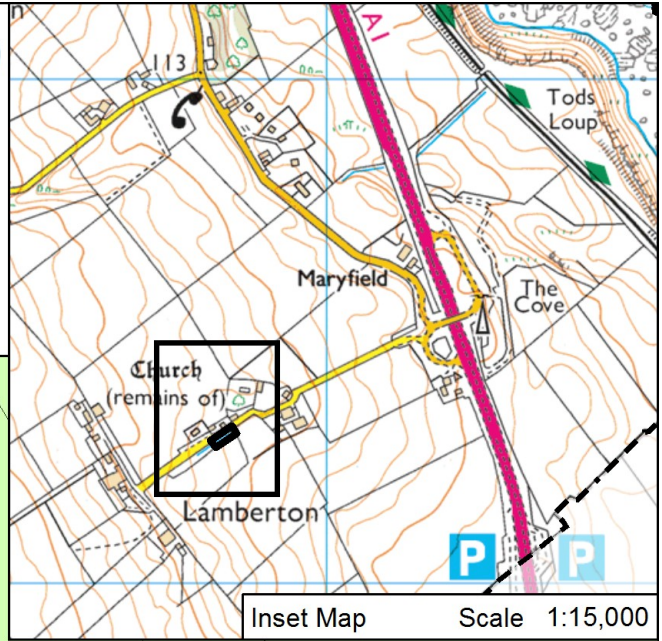 n
A1
113
Tods
Loup
Maryfield
The
Cove
Church
(remains of)
Lamberton
P
P
Inset Map Scale 1:15,000